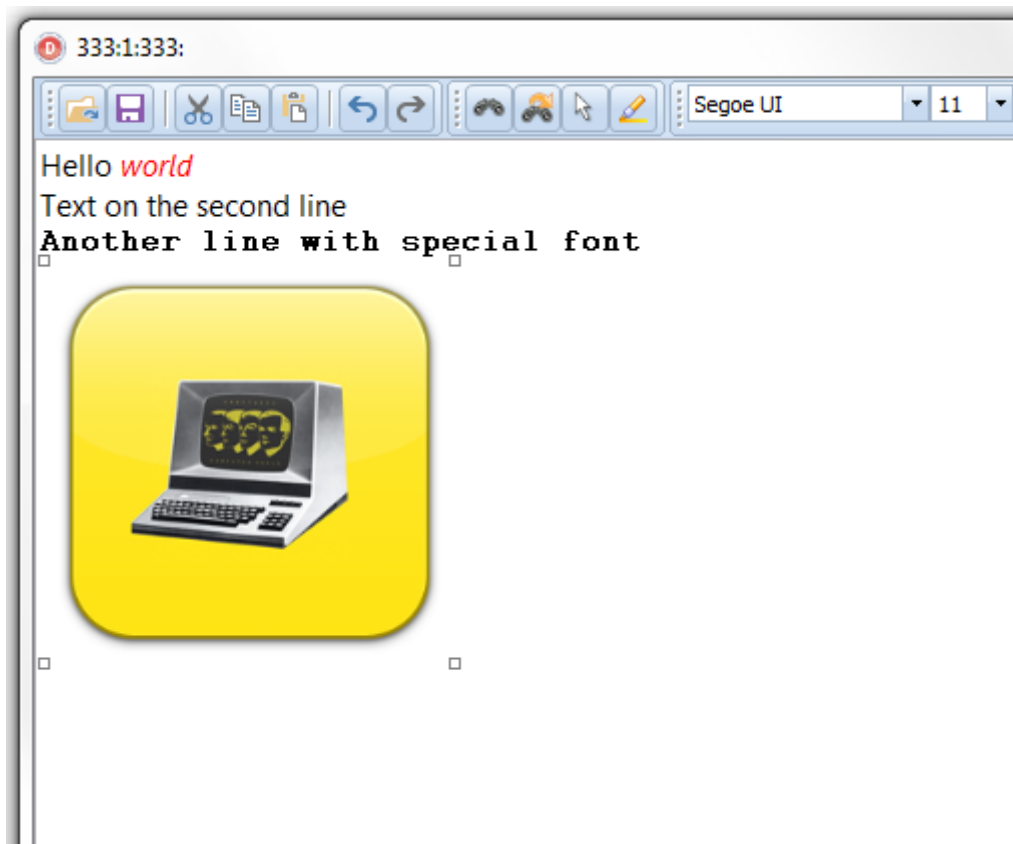 333:1:333:
Segoe UI 11
Hello world
Text on the second line
Another line with special font